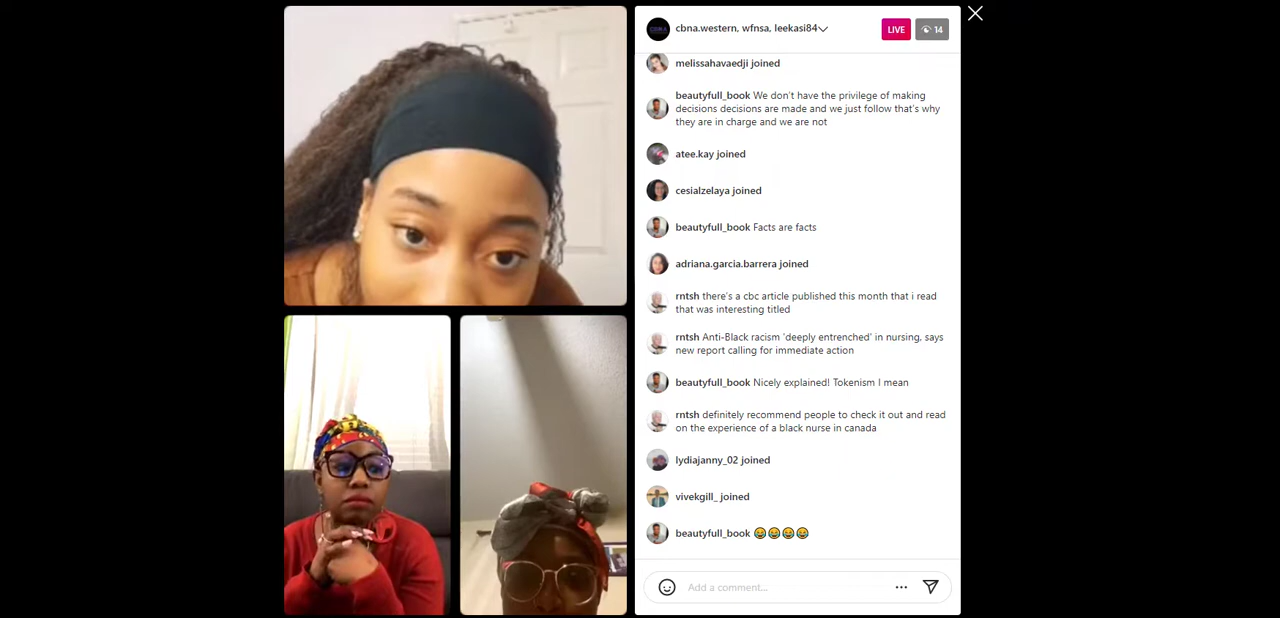 cbna.western, wfnsa, leekasi84
LIVE
14
melissahavaedji joined
beautyfull_book We don't have the privilege of making
decisions decisions are made and we just follow that's why
they are in charge and we are not
atee.kay joined
cesialzelaya joined
beautyfull_book Facts are facts
adriana.garcia.barrera joined
rntsh there's a cbc article published this month that i read
that was interesting titled
rntsh Anti-Black racism 'deeply entrenched' in nursing, says
new report calling for immediate action
beautyfull_book Nicely explained! Tokenism I mean
rntsh definitely recommend people to check it out and read
on the experience of a black nurse in canada
lydiajanny_02 joined
vivekgill_ joined
beautyfull_book 😂😂😂😂
Add a comment...